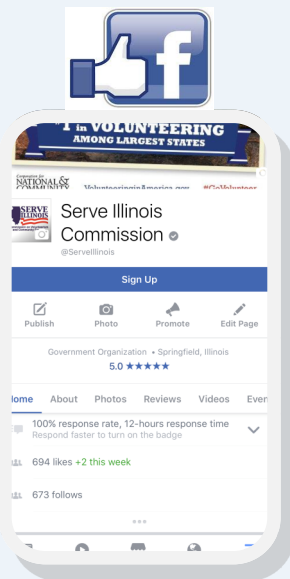 f
#1 in VOLUNTEERING
AMONG LARGEST STATES
Corporation for
NATIONAL &
COMMUNITY
VolunteeringinAmerica.gov #GoVolunteer
SERVE
ILLINOIS
Serve Illinois
Commission
@ServeIllinois
Sign Up
Publish Photo Promote Edit Page
Government Organization • Springfield, Illinois
5.0 ★★★★★
ome About Photos Reviews Videos Even
100% response rate, 12-hours response time
Respond faster to turn on the badge
694 likes +2 this week
673 follows